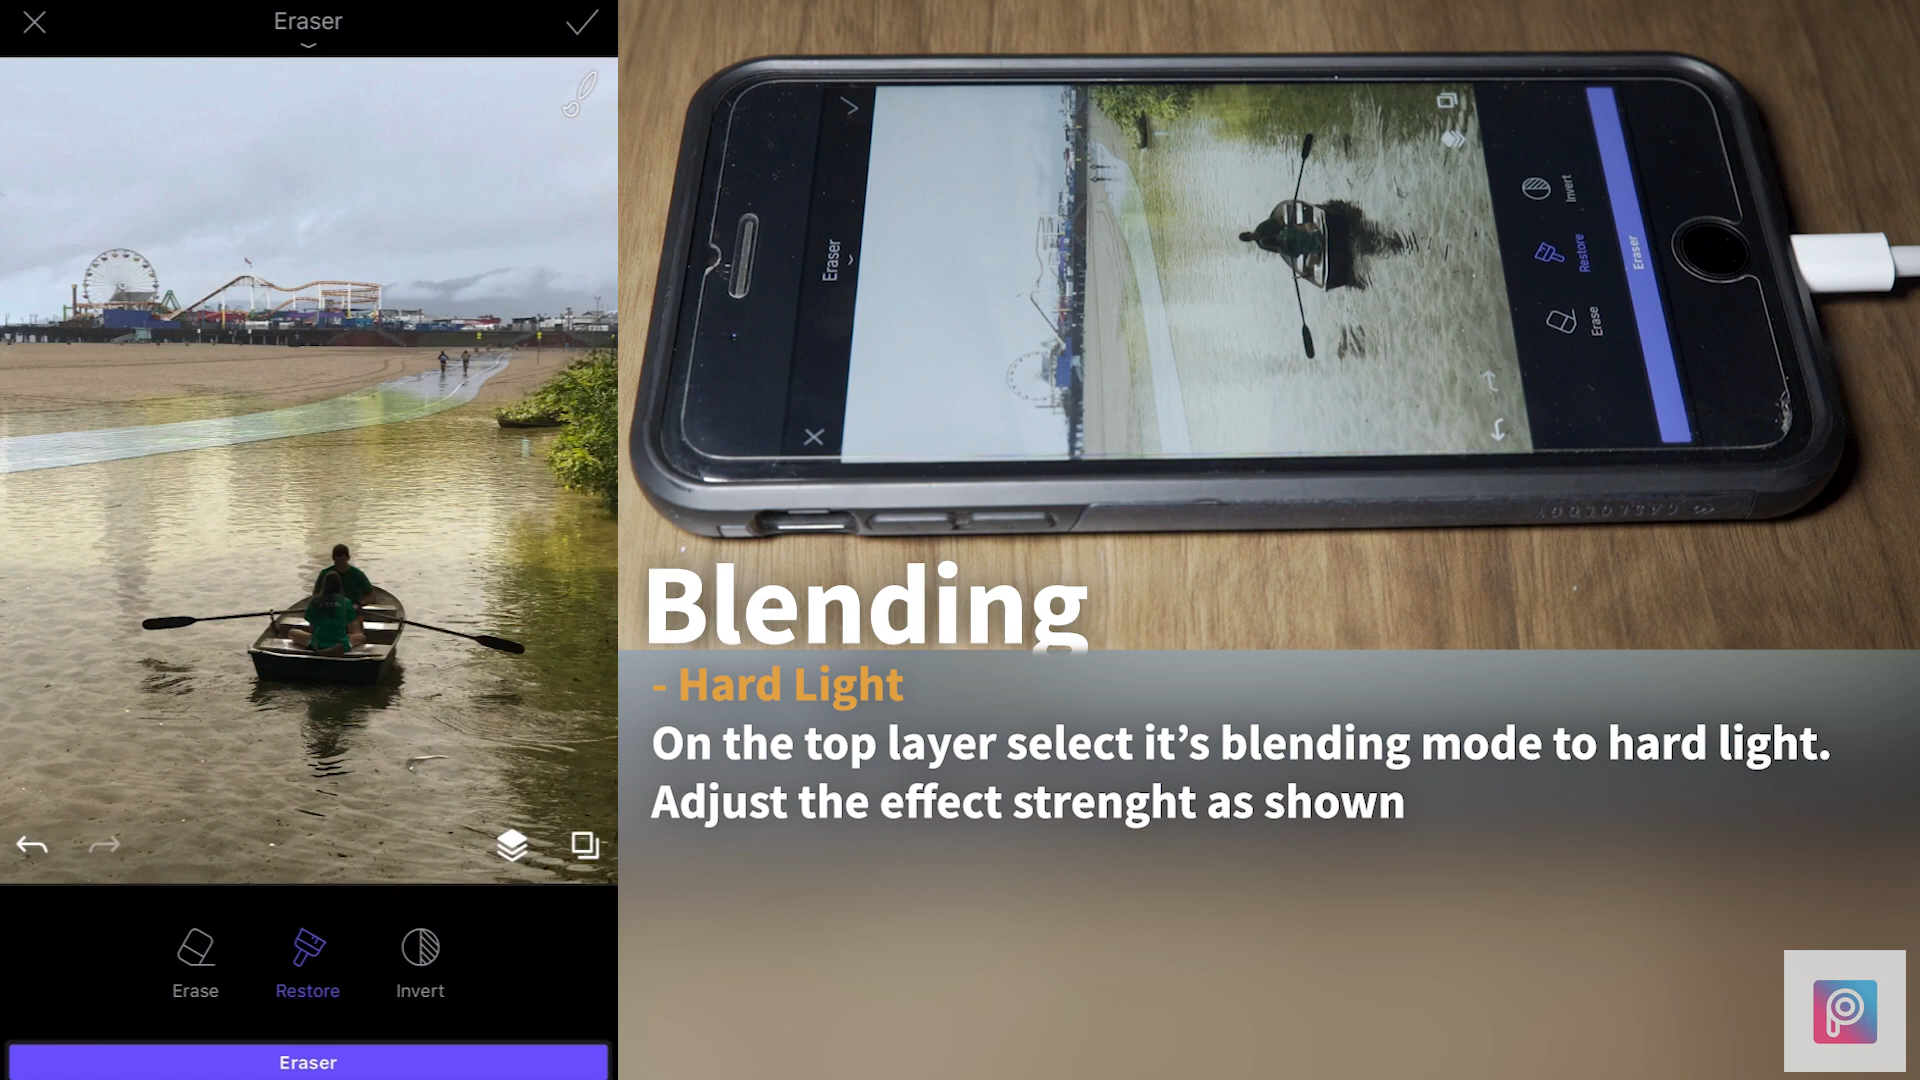 Eraser
Erase
Restore
Invert
Eraser
Eraser
Invert
Restore
Erase
Eraser
CASEOLOGY
Blending
- Hard Light
On the top layer select it’s blending mode to hard light.
Adjust the effect strenght as shown